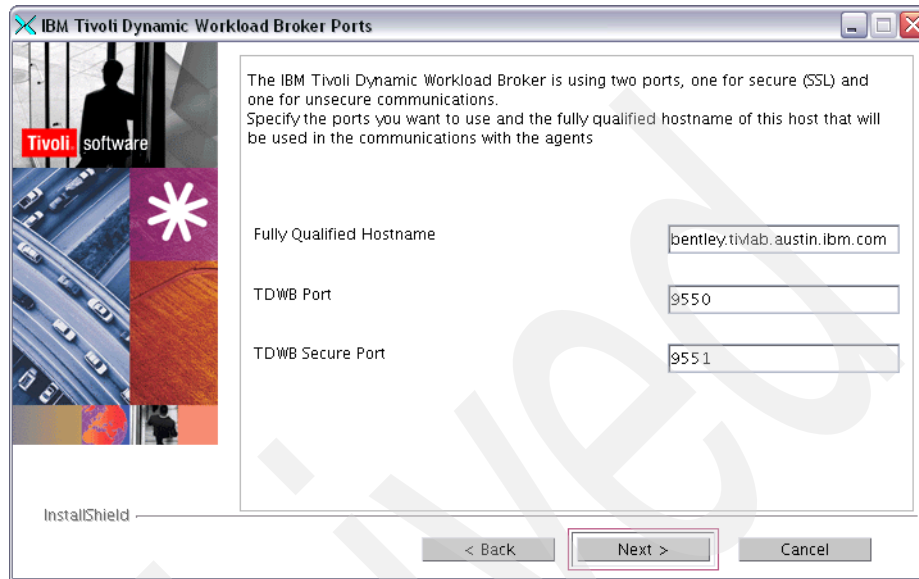 IBM Tivoli Dynamic Workload Broker Ports
The IBM Tivoli Dynamic Workload Broker is using two ports, one for secure (SSL) and
one for unsecure communications.
Specify the ports you want to use and the fully qualified hostname of this host that will
be used in the communications with the agents
Tivoli software
Fully Qualified Hostname
bentley.tivlab.austin.ibm.com
TDWB Port
9550
TDWB Secure Port
9551
InstallShield
< Back
Next >
Cancel